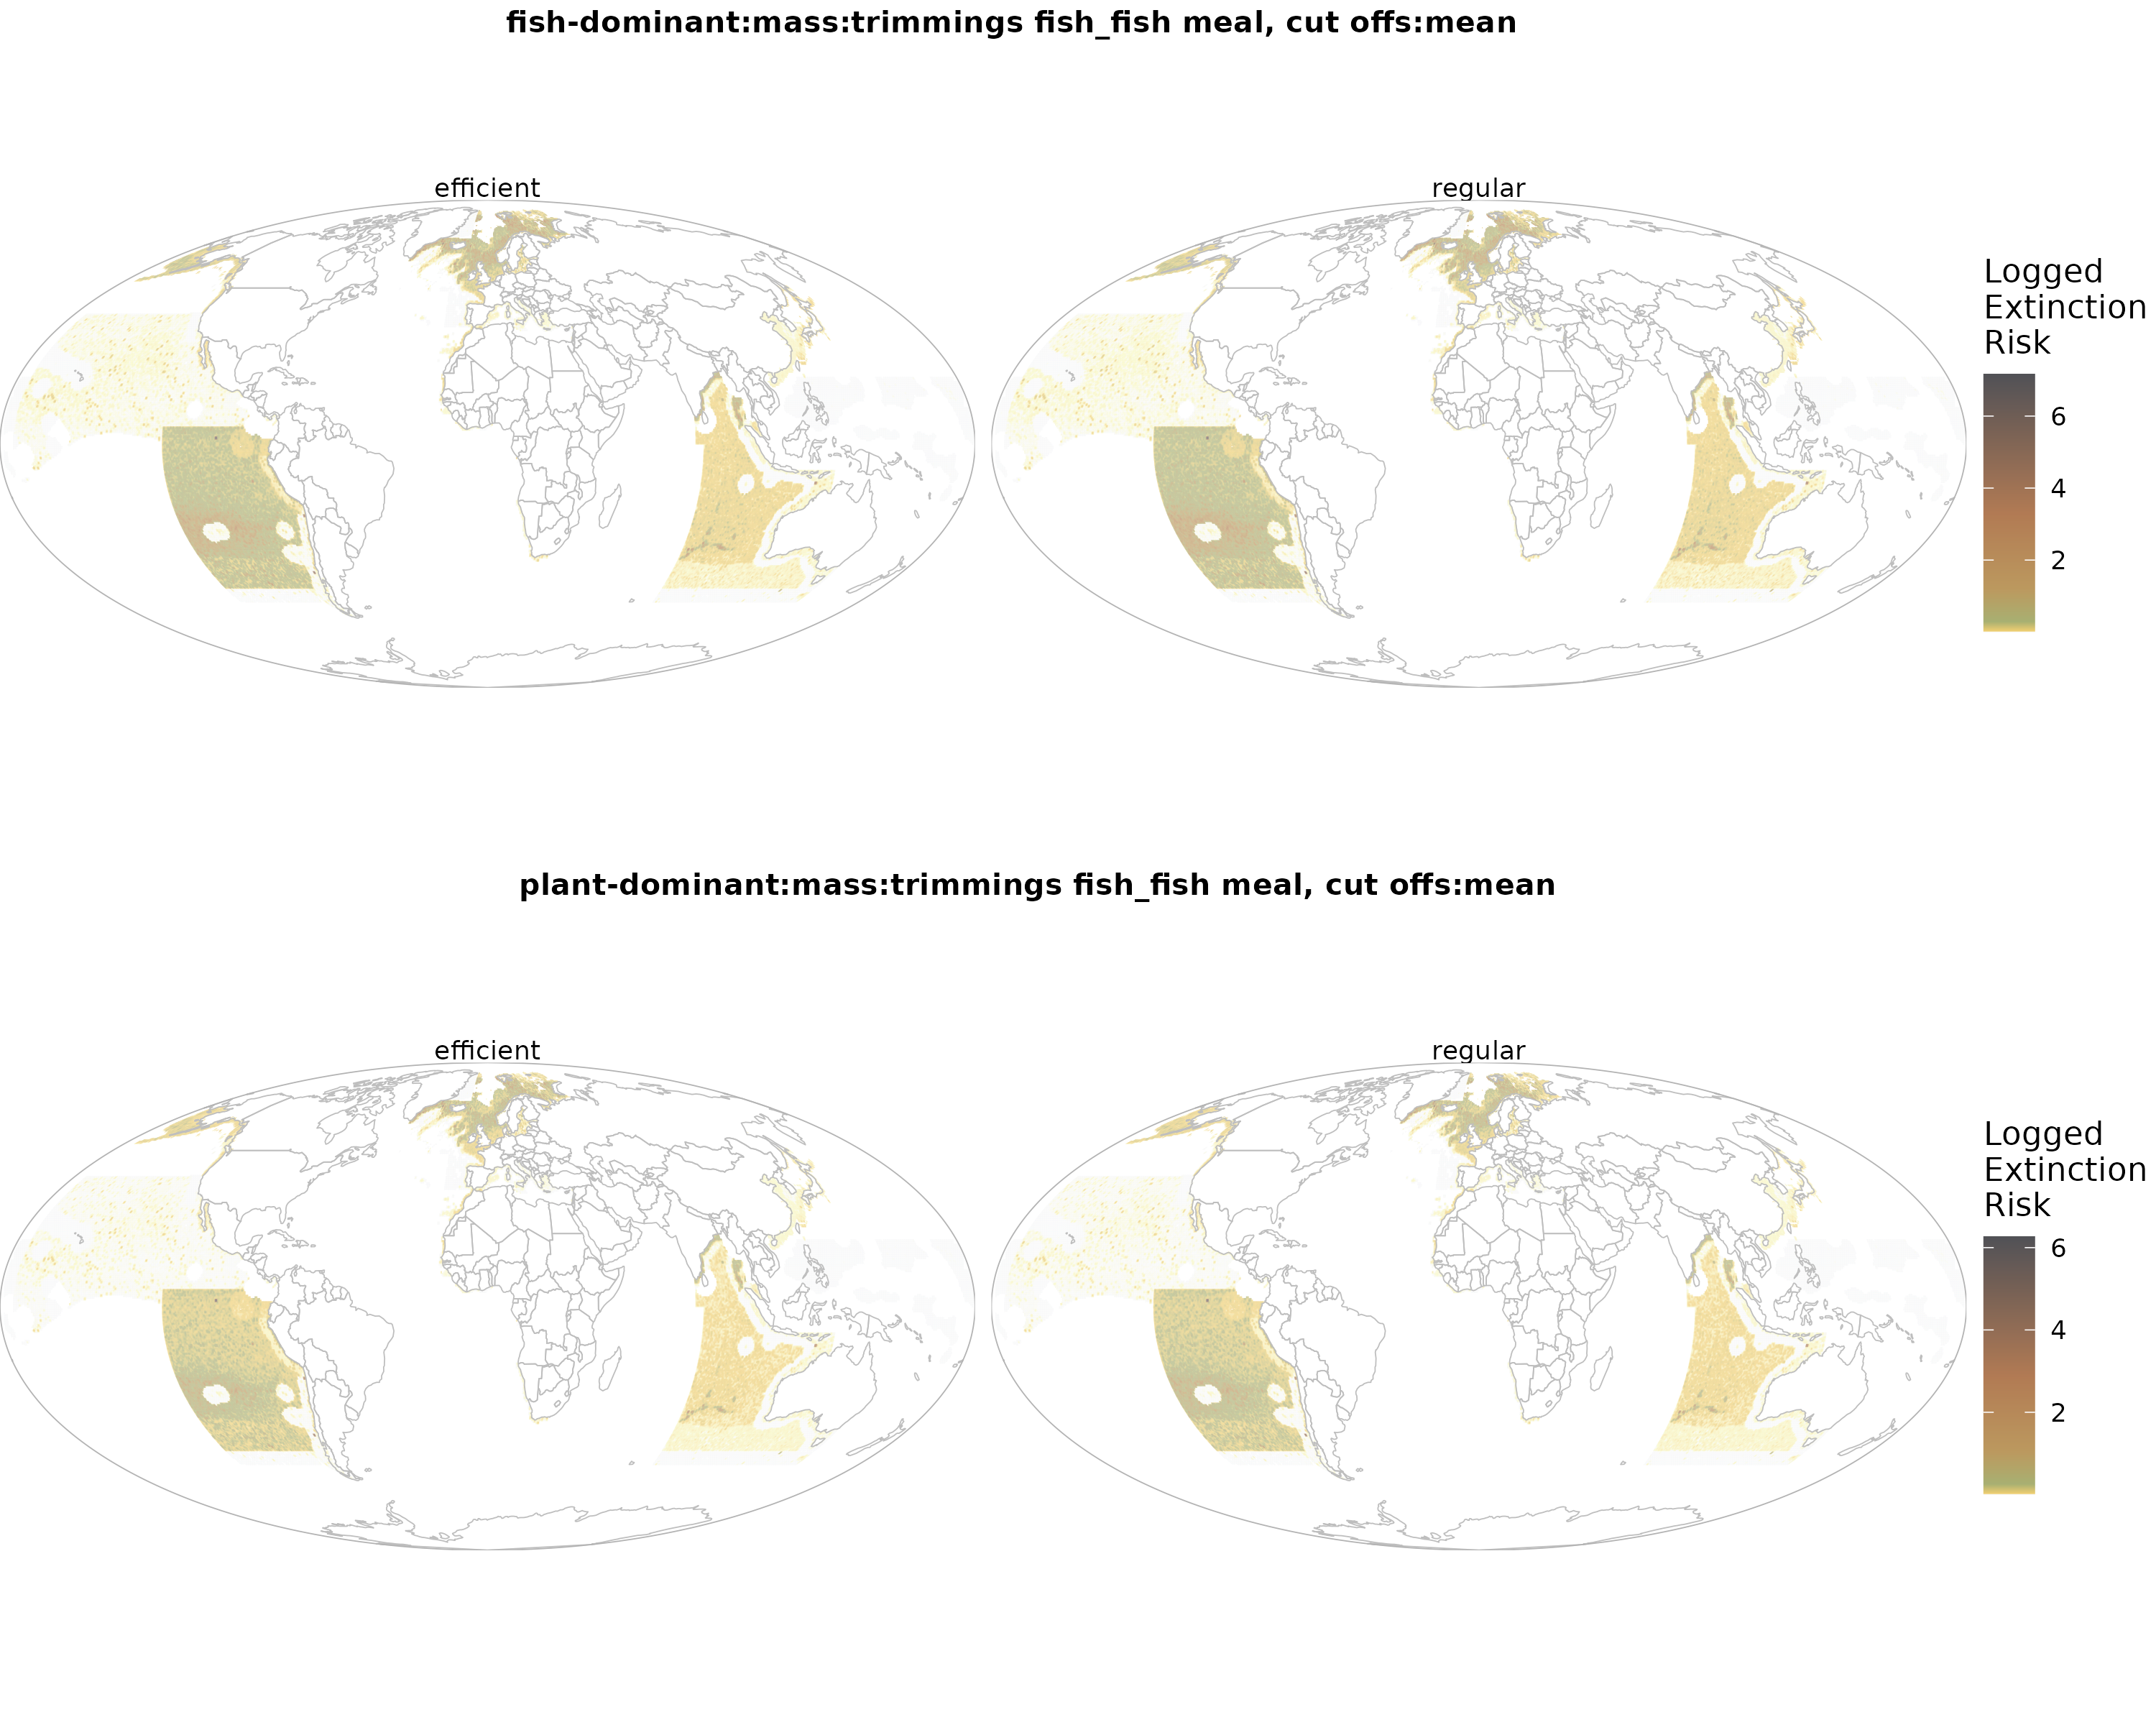 fish-dominant:mass:trimmings fish_fish meal, cut offs:mean
efficient
regular
Logged
Extinction
Risk
6
4
2
plant-dominant:mass:trimmings fish_fish meal, cut offs:mean
efficient
regular
Logged
Extinction
Risk
6
4
2